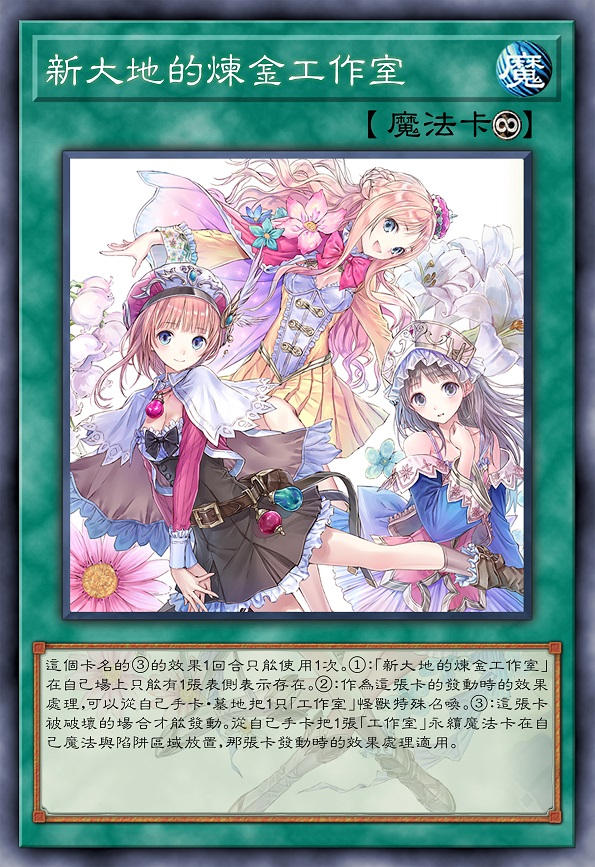 新大地的煉金工作室
魔
【魔法卡♾】
這個卡名的③的效果1回合只能使用1次。①:「新大地的煉金工作室」
在自己場上只能有1張表側表示存在。②:作為這張卡的發動時的效果
處理,可以從自己手卡・墓地把1只「工作室」怪獸特殊召喚。③:這張卡
被破壞的場合才能發動。從自己手卡把1張「工作室」永續魔法卡在自
己魔法與陷阱區域放置,那張卡發動時的效果處理適用。